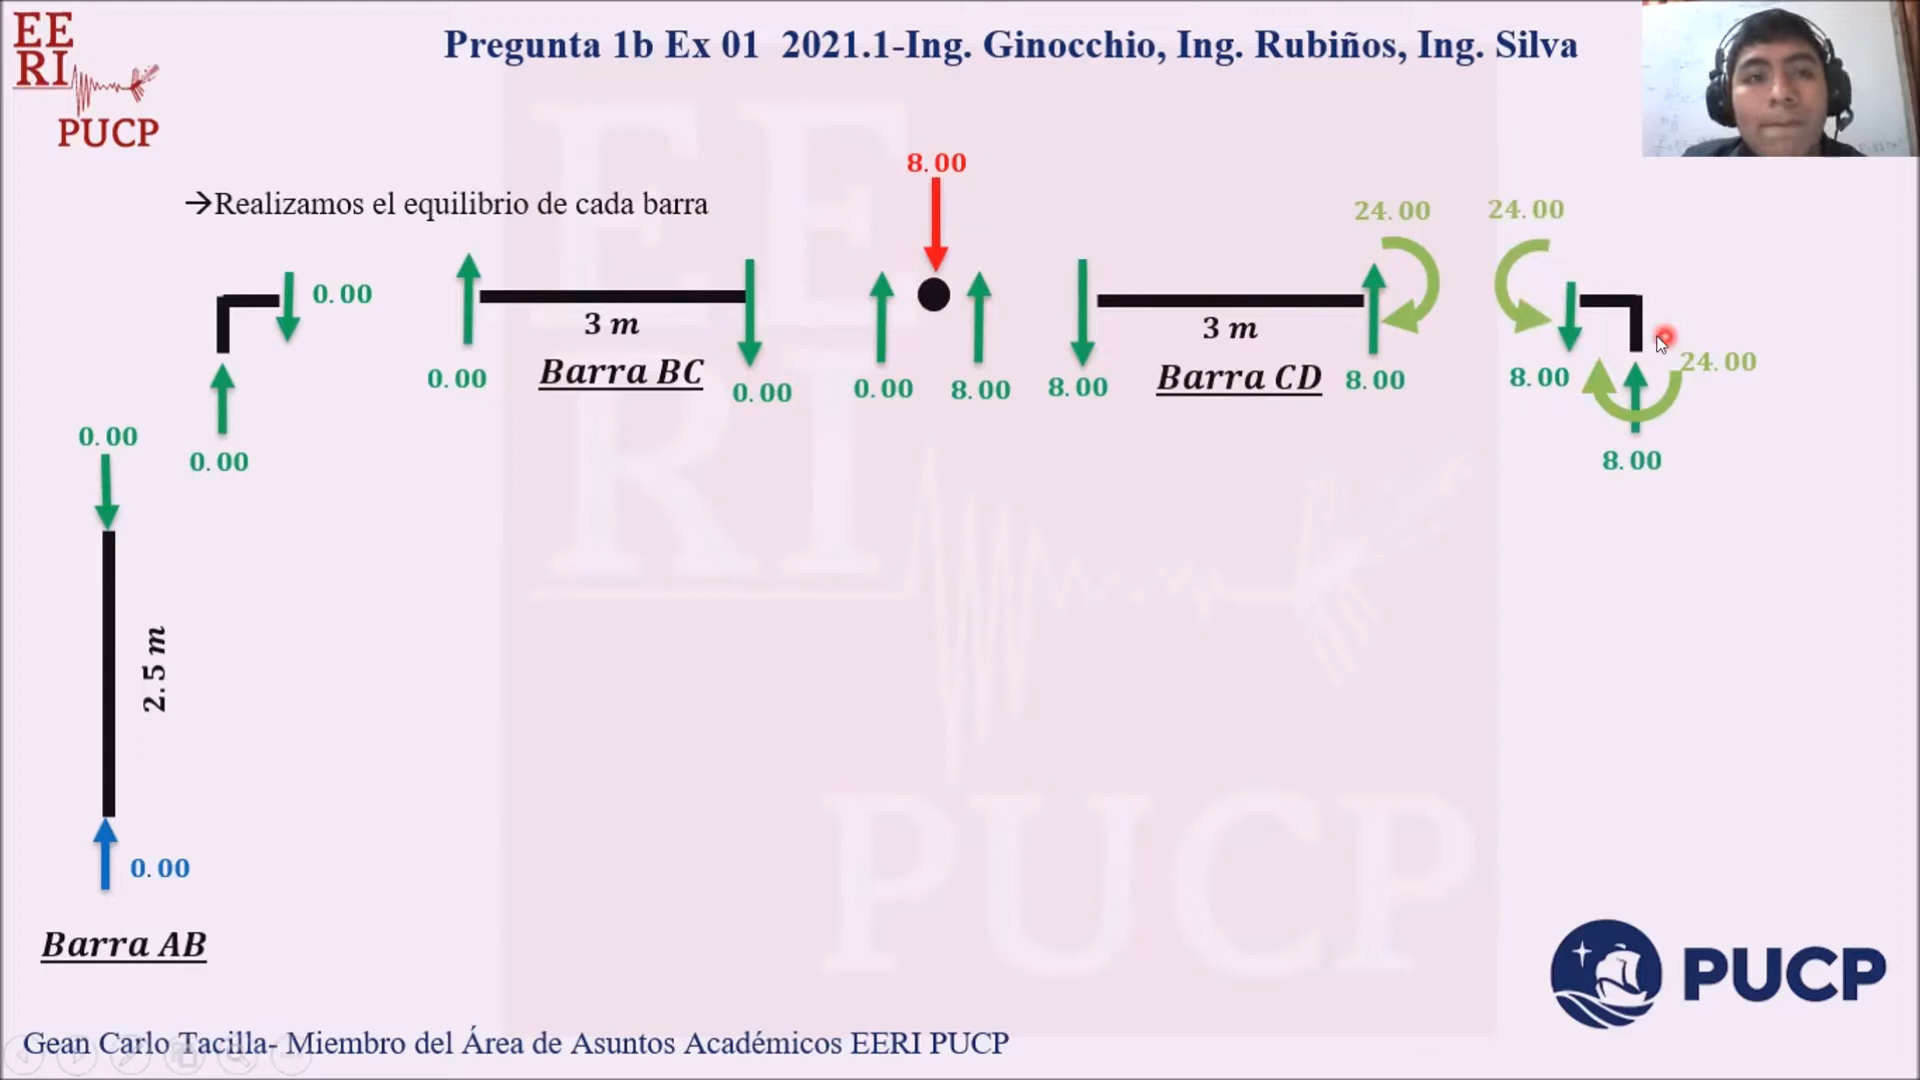 EE
RI
PUCP
Pregunta 1b Ex 01 2021.1-Ing. Ginocchio, Ing. Rubiños, Ing. Silva
→Realizamos el equilibrio de cada barra
8.00
24.00
24.00
0.00
3 m
3 m
0.00
Barra BC
0.00
0.00
8.00
8.00
Barra CD
8.00
8.00
24.00
0.00
0.00
8.00
2.5 m
0.00
Barra AB
EE
RI
PUCP
PUCP
Gean Carlo Tacilla- Miembro del Área de Asuntos Académicos EERI PUCP